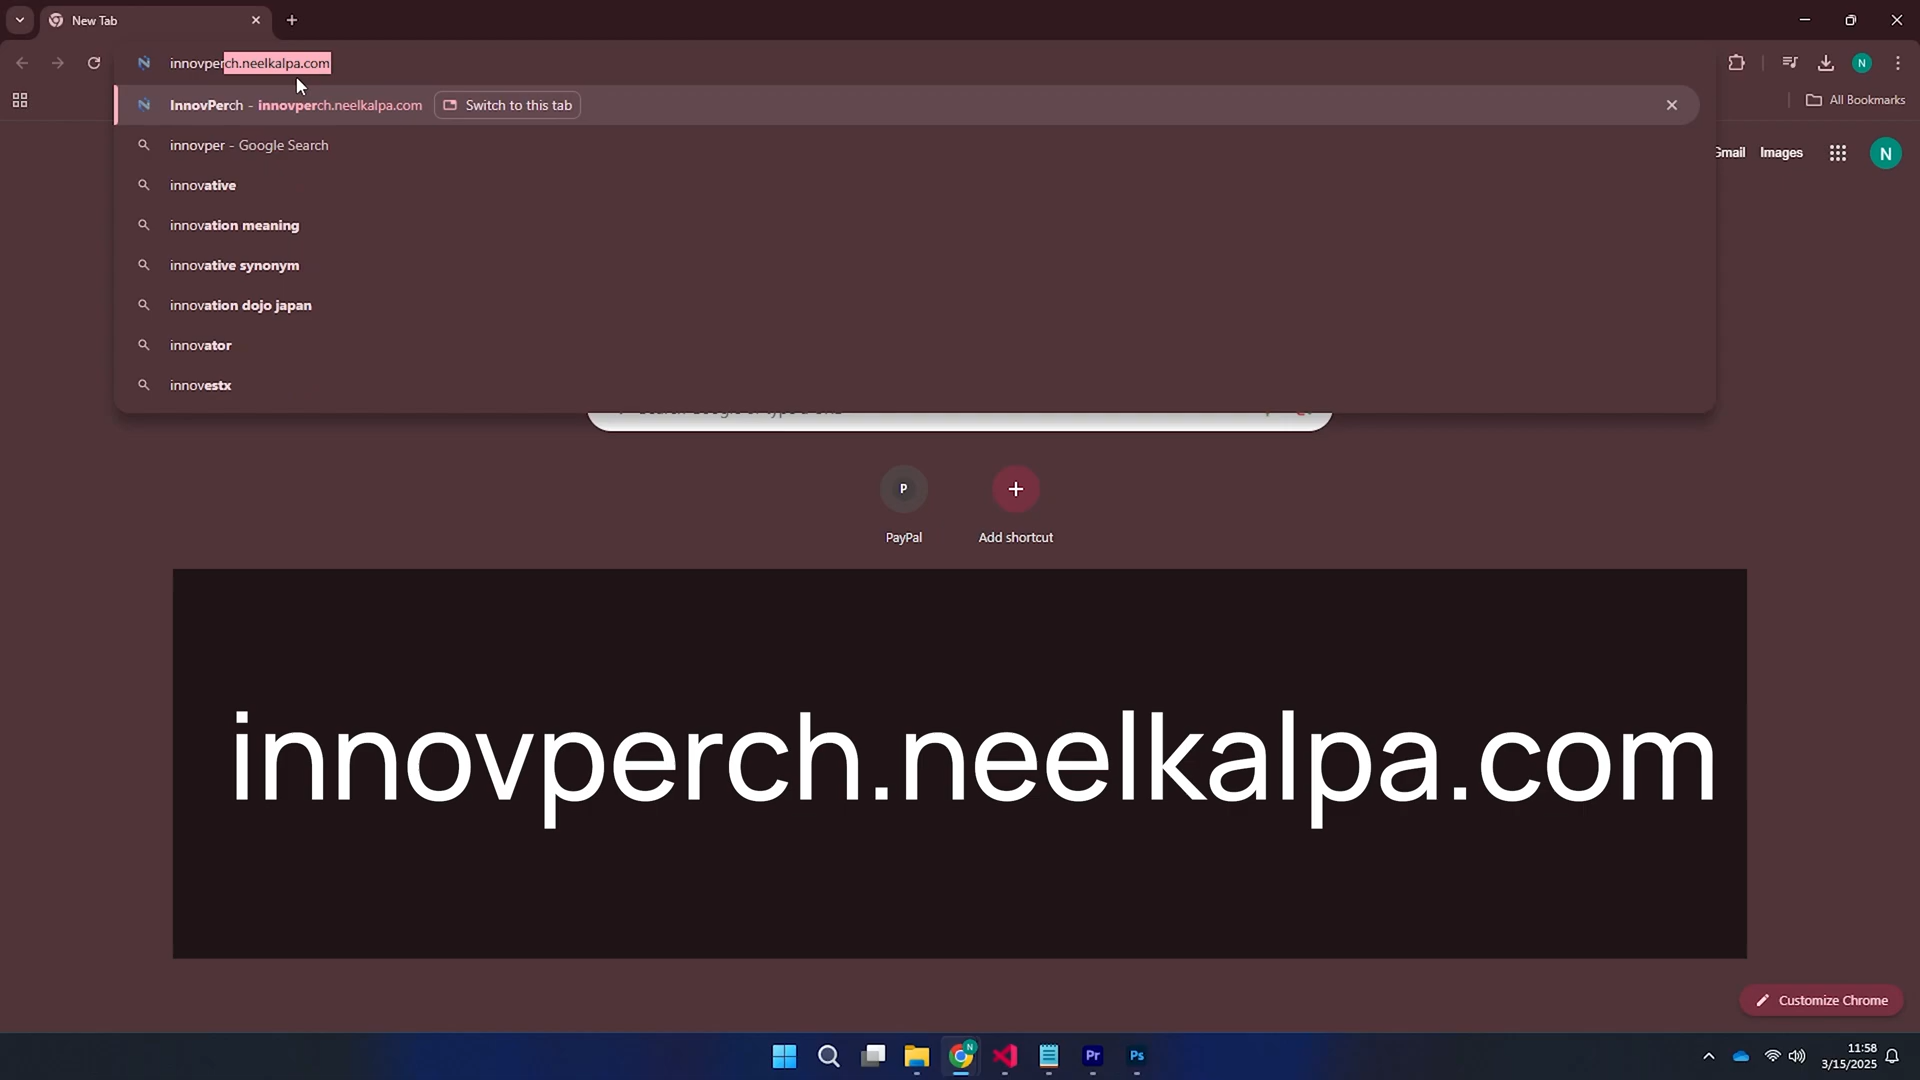 New Tab
innovperch.neelkalpa.com
InnovPerch - innovperch.neelkalpa.com Switch to this tab
All Bookmarks
innovper - Google Search
Gmail Images N
innovative
innovation meaning
innovative synonym
innovation dojo japan
innovator
innovestx
P
PayPal
Add shortcut
innovperch.neelkalpa.com
Customize Chrome
Pr
Ps
11:58
3/15/2025